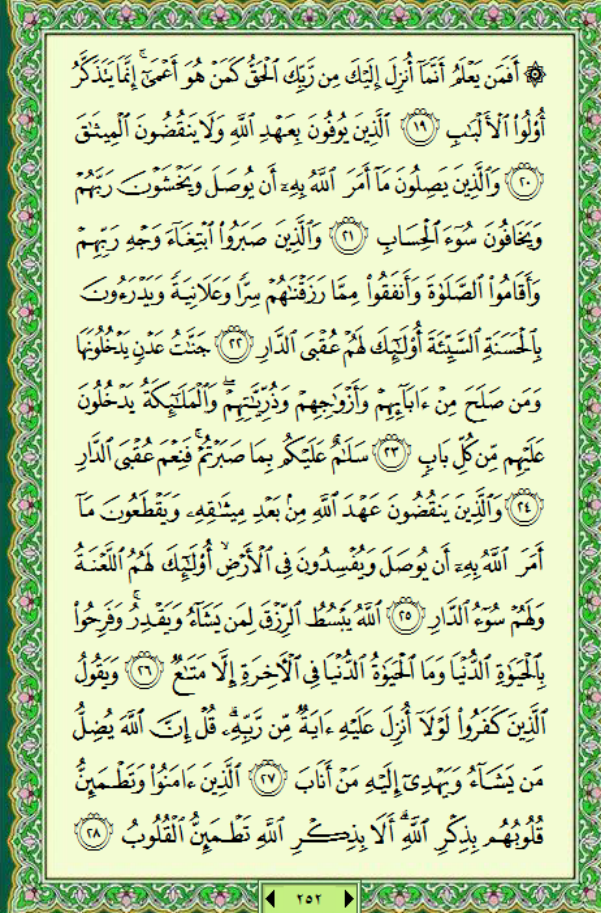 ۞ أَفَمَن يَعۡلَمُ أَنَّمَآ أُنزِلَ إِلَيۡكَ مِن رَّبِّكَ ٱلۡحَقُّ كَمَنۡ هُوَ أَعۡمَىٰٓۚ إِنَّمَا يَتَذَكَّرُ
أُوْلُواْ ٱلۡأَلۡبَٰبِ ١٩ ٱلَّذِينَ يُوفُونَ بِعَهۡدِ ٱللَّهِ وَلَا يَنقُضُونَ ٱلۡمِيثَٰقَ
٢٠ وَٱلَّذِينَ يَصِلُونَ مَآ أَمَرَ ٱللَّهُ بِهِۦٓ أَن يُوصَلَ وَيَخۡشَوۡنَ رَبَّهُمۡ
وَيَخَافُونَ سُوٓءَ ٱلۡحِسَابِ ٢١ وَٱلَّذِينَ صَبَرُواْ ٱبۡتِغَآءَ وَجۡهِ رَبِّهِمۡ
وَأَقَامُواْ ٱلصَّلَوٰةَ وَأَنفَقُواْ مِمَّا رَزَقۡنَٰهُمۡ سِرّٗا وَعَلَانِيَةٗ وَيَدۡرَءُونَ
بِٱلۡحَسَنَةِ ٱلسَّيِّئَةَ أُوْلَٰٓئِكَ لَهُمۡ عُقۡبَى ٱلدَّارِ ٢٢ جَنَّٰتُ عَدۡنٖ يَدۡخُلُونَهَا
وَمَن صَلَحَ مِنۡ ءَابَآئِهِمۡ وَأَزۡوَٰجِهِمۡ وَذُرِّيَّٰتِهِمۡۖ وَٱلۡمَلَٰٓئِكَةُ يَدۡخُلُونَ
عَلَيۡهِم مِّن كُلِّ بَابٖ ٢٣ سَلَٰمٌ عَلَيۡكُم بِمَا صَبَرۡتُمۡۚ فَنِعۡمَ عُقۡبَى ٱلدَّارِ
٢٤ وَٱلَّذِينَ يَنقُضُونَ عَهۡدَ ٱللَّهِ مِنۢ بَعۡدِ مِيثَٰقِهِۦ وَيَقۡطَعُونَ مَآ
أَمَرَ ٱللَّهُ بِهِۦٓ أَن يُوصَلَ وَيُفۡسِدُونَ فِي ٱلۡأَرۡضِ أُوْلَٰٓئِكَ لَهُمُ ٱللَّعۡنَةُ
وَلَهُمۡ سُوٓءُ ٱلدَّارِ ٢٥ ٱللَّهُ يَبۡسُطُ ٱلرِّزۡقَ لِمَن يَشَآءُ وَيَقۡدِرُۚ وَفَرِحُواْ
بِٱلۡحَيَوٰةِ ٱلدُّنۡيَا وَمَا ٱلۡحَيَوٰةُ ٱلدُّنۡيَا فِي ٱلۡأٓخِرَةِ إِلَّا مَتَٰعٞ ٢٦ وَيَقُولُ
ٱلَّذِينَ كَفَرُواْ لَوۡلَآ أُنزِلَ عَلَيۡهِ ءَايَةٞ مِّن رَّبِّهِۦۚ قُلۡ إِنَّ ٱللَّهَ يُضِلُّ
مَن يَشَآءُ وَيَهۡدِيٓ إِلَيۡهِ مَنۡ أَنَابَ ٢٧ ٱلَّذِينَ ءَامَنُواْ وَتَطۡمَئِنُّ
قُلُوبُهُم بِذِكۡرِ ٱللَّهِۗ أَلَا بِذِكۡرِ ٱللَّهِ تَطۡمَئِنُّ ٱلۡقُلُوبُ ٢٨
٢٥٢